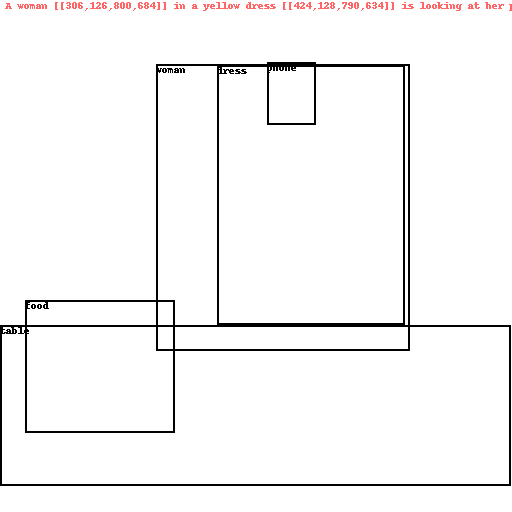 A woman [[306,126,800,684]] in a yellow dress [[424,128,790,634]] is looking at her
woman
dress
phone
food
table